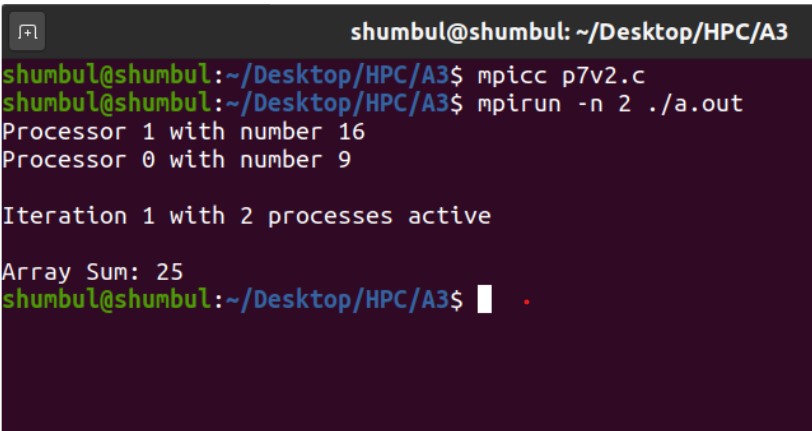 shumbul@shumbul: ~/Desktop/HPC/A3
shumbul@shumbul:~/Desktop/HPC/A3$ mpicc p7v2.c
shumbul@shumbul:~/Desktop/HPC/A3$ mpirun -n 2 ./a.out
Processor 1 with number 16
Processor 0 with number 9
Iteration 1 with 2 processes active
Array Sum: 25
shumbul@shumbul:~/Desktop/HPC/A3$